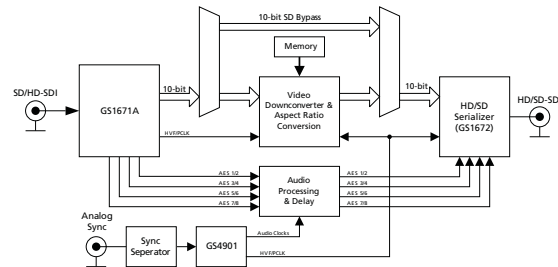 10-bit SD Bypass
Memory
SD/HD-SDI
HD/SD-SDI
GS1671A
10-bit
Video
Downconverter &
Aspect Ratio
Conversion
10-bit
HD/SD
Serializer
(GS1672)
HVF/PCLK
AES 1/2
AES 3/4
AES 5/6
AES 7/8
Audio
Processing
& Delay
AES 1/2
AES 3/4
AES 5/6
AES 7/8
Analog
Sync
Sync
Seperator
GS4901
Audio Clocks
HVF/PCLK